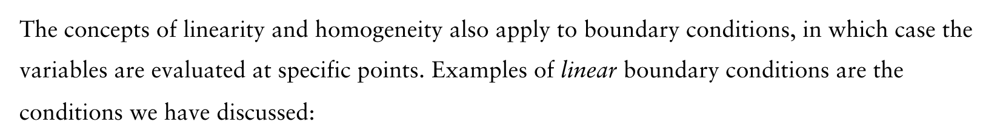 The concepts of linearity and homogeneity also apply to boundary conditions, in which case the
variables are evaluated at specific points. Examples of linear boundary conditions are the
conditions we have discussed: